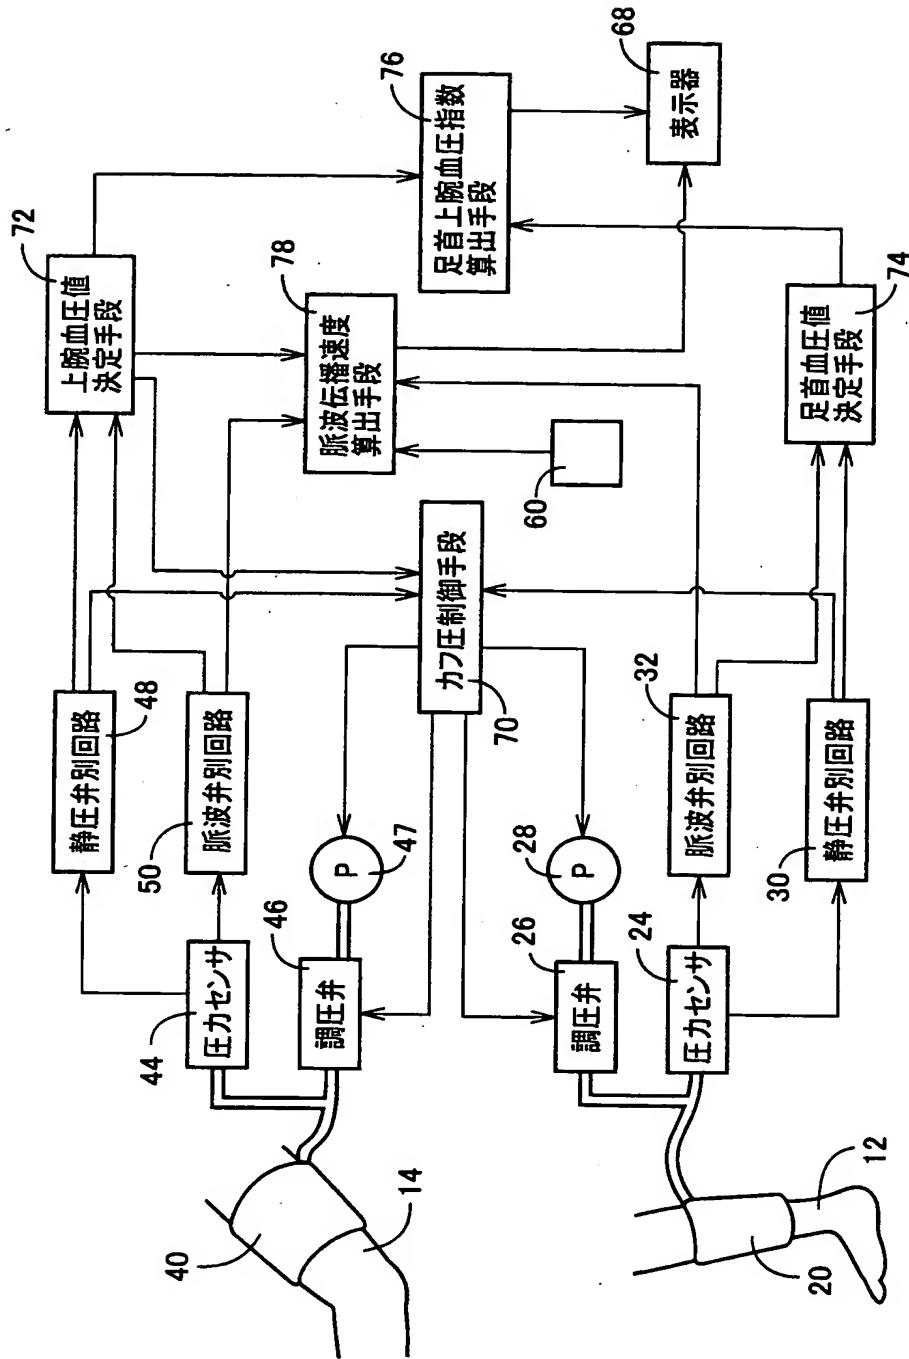 72
上腕血圧値
決定手段
76
足首上腕血圧指数
算出手段
68
表示器
78
脈波伝播速度
算出手段
74
足首血圧値
決定手段
60
カフ圧制御手段
70
48
静圧弁別回路
50
脈波弁別回路
32
脈波弁別回路
30
静圧弁別回路
P
47
P
28
44
圧力センサ
46
調圧弁
26
調圧弁
24
圧力センサ
40
14
20
12